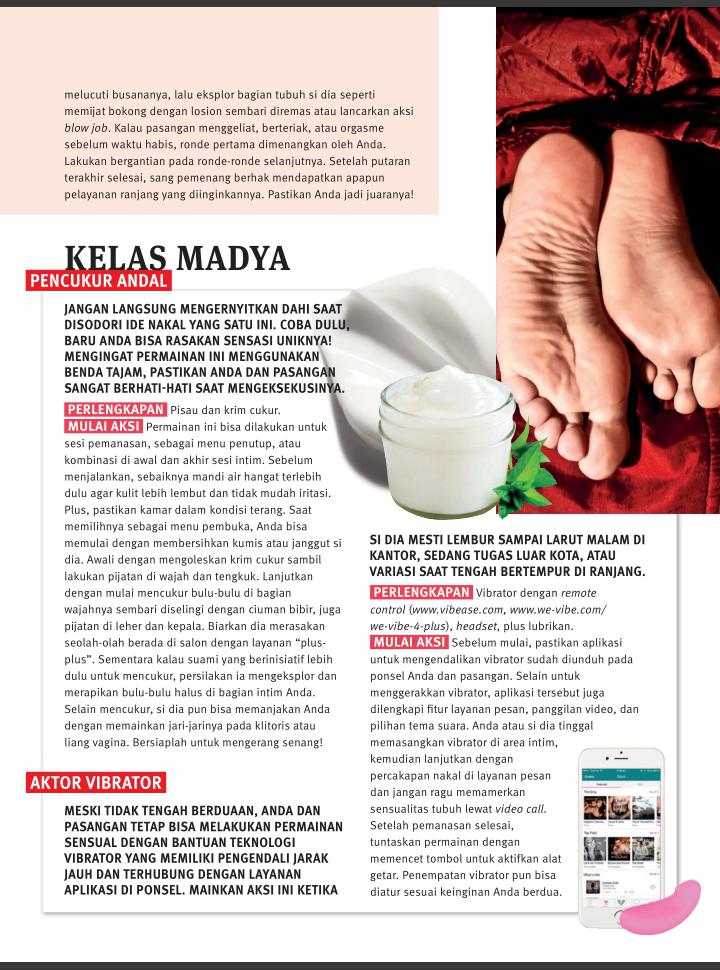 melucuti busananya, lalu eksplor bagian tubuh si dia seperti
memijat bokong dengan losion sembari diremas atau lancarkan aksi
blow job. Kalau pasangan menggeliat, berteriak, atau orgasme
sebelum waktu habis, ronde pertama dimenangkan oleh Anda.
Lakukan bergantian pada ronde-ronde selanjutnya. Setelah putaran
terakhir selesai, sang pemenang berhak mendapatkan apapun
pelayanan ranjang yang diinginkannya. Pastikan Anda jadi juaranya!
KELAS MADYA
PENCUKUR ANDAL
JANGAN LANGSUNG MENGERNYITKAN DAHI SAAT
DISODORI IDE NAKAL YANG SATU INI. COBA DULU,
BARU ANDA BISA RASAKAN SENSASI UNIKNYA!
MENGINGAT PERMAINAN INI MENGGUNAKAN
BENDA TAJAM, PASTIKAN ANDA DAN PASANGAN
SANGAT BERHATI-HATI SAAT MENGEKSEKUSINYA.
PERLENGKAPAN Pisau dan krim cukur.
MULAI AKSI Permainan ini bisa dilakukan untuk
sesi pemanasan, sebagai menu penutup, atau
kombinasi di awal dan akhir sesi intim. Sebelum
menjalankan, sebaiknya mandi air hangat terlebih
dulu agar kulit lebih lembut dan tidak mudah iritasi.
Plus, pastikan kamar dalam kondisi terang. Saat
memilihnya sebagai menu pembuka, Anda bisa
memulai dengan membersihkan kumis atau janggut si
dia. Awali dengan mengoleskan krim cukur sambil
lakukan pijatan di wajah dan tengkuk. Lanjutkan
dengan mulai mencukur bulu-bulu di bagian
wajahnya sembari diselingi dengan ciuman bibir, juga
pijatan di leher dan kepala. Biarkan dia merasakan
seolah-olah berada di salon dengan layanan “plus-
plus”. Sementara kalau suami yang berinisiatif lebih
dulu untuk mencukur, persilakan ia mengeksplor dan
merapikan bulu-bulu halus di bagian intim Anda.
Selain mencukur, si dia pun bisa memanjakan Anda
dengan memainkan jari-jarinya pada klitoris atau
liang vagina. Bersiaplah untuk mengerang senang!
AKTOR VIBRATOR
MESKI TIDAK TENGAH BERDUAAN, ANDA DAN
PASANGAN TETAP BISA MELAKUKAN PERMAINAN
SENSUAL DENGAN BANTUAN TEKNOLOGI
VIBRATOR YANG MEMILIKI PENGENDALI JARAK
JAUH DAN TERHUBUNG DENGAN LAYANAN
APLIKASI DI PONSEL. MAINKAN AKSI INI KETIKA
SI DIA MESTI LEMBUR SAMPAI LARUT MALAM DI
KANTOR, SEDANG TUGAS LUAR KOTA, ATAU
VARIASI SAAT TENGAH BERTEMPUR DI RANJANG.
PERLENGKAPAN Vibrator dengan remote
control (www.vibease.com, www.we-vibe.com/
we-vibe-4-plus), headset, plus lubrikan.
MULAI AKSI Sebelum mulai, pastikan aplikasi
untuk mengendalikan vibrator sudah diunduh pada
ponsel Anda dan pasangan. Selain untuk
menggerakkan vibrator, aplikasi tersebut juga
dilengkapi fitur layanan pesan, panggilan video, dan
pilihan tema suara. Anda atau si dia tinggal
memasangkan vibrator di area intim,
kemudian lanjutkan dengan
percakapan nakal di layanan pesan
dan jangan ragu memamerkan
sensualitas tubuh lewat video call.
Setelah pemanasan selesai,
tuntaskan permainan dengan
memencet tombol untuk aktifkan alat
getar. Penempatan vibrator pun bisa
diatur sesuai keinginan Anda berdua.